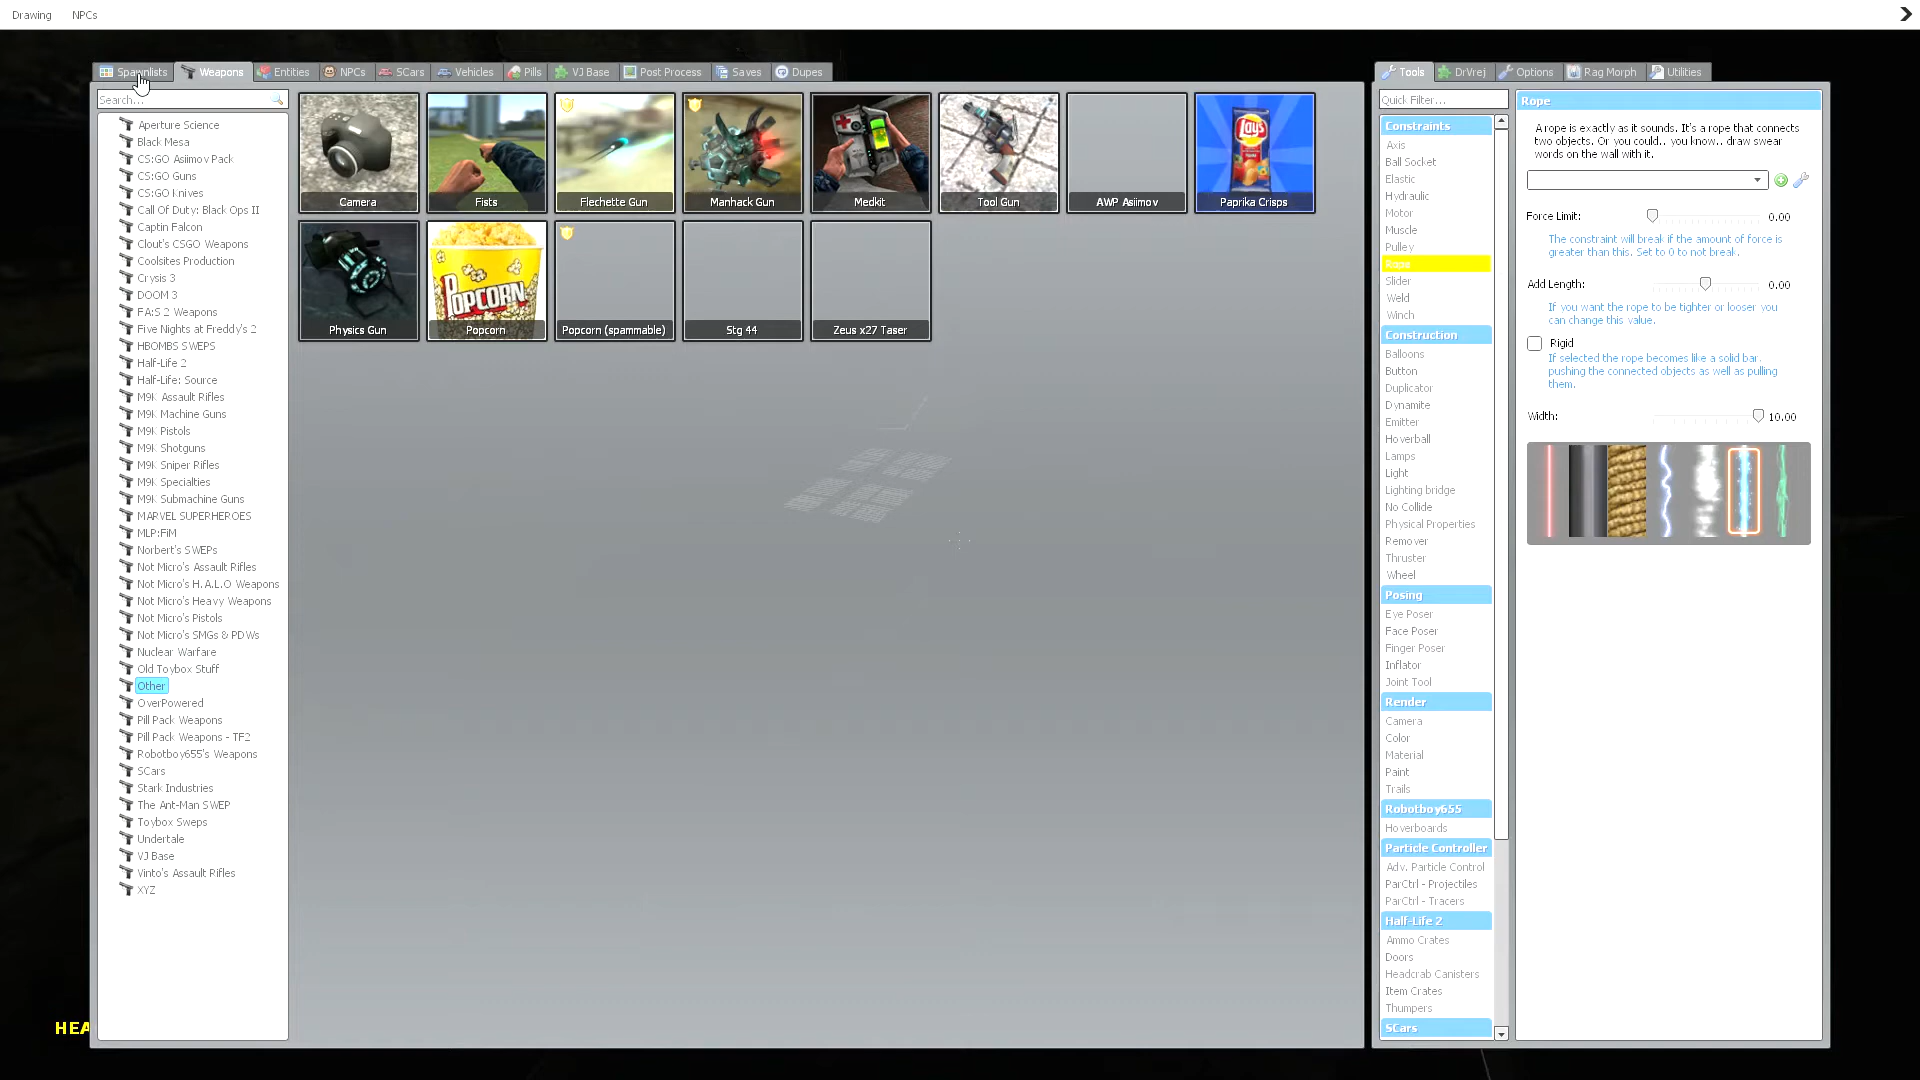 Drawing NPCs
Spawnlists Weapons Entities NPCs SCars Vehicles Pills VJ Base Post Process Saves Dupes
Search...
Aperture Science
Black Mesa
CS:GO Asiimov Pack
CS:GO Guns
CS:GO Knives
Call Of Duty: Black Ops II
Captin Falcon
Clout's CSGO Weapons
Coolsites Production
Crysis 3
DOOM 3
FA:S 2 Weapons
Five Nights at Freddy's 2
HBOMBS SWEPS
Half-Life 2
Half-Life: Source
M9K Assault Rifles
M9K Machine Guns
M9K Pistols
M9K Shotguns
M9K Sniper Rifles
M9K Specialties
M9K Submachine Guns
MARVEL SUPERHEROES
MLP:FiM
Norbert's SWEPs
Not Micro's Assault Rifles
Not Micro's H.A.L.O Weapons
Not Micro's Heavy Weapons
Not Micro's Pistols
Not Micro's SMGs & PDWs
Nuclear Warfare
Old Toybox Stuff
Other
OverPowered
Pill Pack Weapons
Pill Pack Weapons - TF2
Robotboy655's Weapons
SCars
Stark Industries
The Ant-Man SWEP
Toybox Sweps
Undertale
VJ Base
Vinto's Assault Rifles
XYZ
Camera Fists Flechette Gun Manhack Gun Medkit Tool Gun AWP Asiimov Paprika Crisps
Lay's
POPCORN
Physics Gun Popcorn Popcorn (spammable) Stg 44 Zeus x27 Taser
HEA
Tools DrVrej Options Rag Morph Utilities
Quick Filter...
Constraints
Axis
Ball Socket
Elastic
Hydraulic
Motor
Muscle
Pulley
Rope
Slider
Weld
Winch
Construction
Balloons
Button
Duplicator
Dynamite
Emitter
Hoverball
Lamps
Light
Lighting bridge
No Collide
Physical Properties
Remover
Thruster
Wheel
Posing
Eye Poser
Face Poser
Finger Poser
Inflator
Joint Tool
Render
Camera
Color
Material
Paint
Trails
Robotboy655
Hoverboards
Particle Controller
Adv. Particle Control
ParCtrl - Projectiles
ParCtrl - Tracers
Half-Life 2
Ammo Crates
Doors
Headcrab Canisters
Item Crates
Thumpers
SCars
Rope
A rope is exactly as it sounds. It's a rope that connects
two objects. Or you could.. you know.. draw swear
words on the wall with it.
Force Limit: 0.00
The constraint will break if the amount of force is
greater than this. Set to 0 to not break.
Add Length: 0.00
If you want the rope to be tighter or looser you
can change this value.
Rigid
If selected the rope becomes like a solid bar.
pushing the connected objects as well as pulling
them.
Width: 10.00